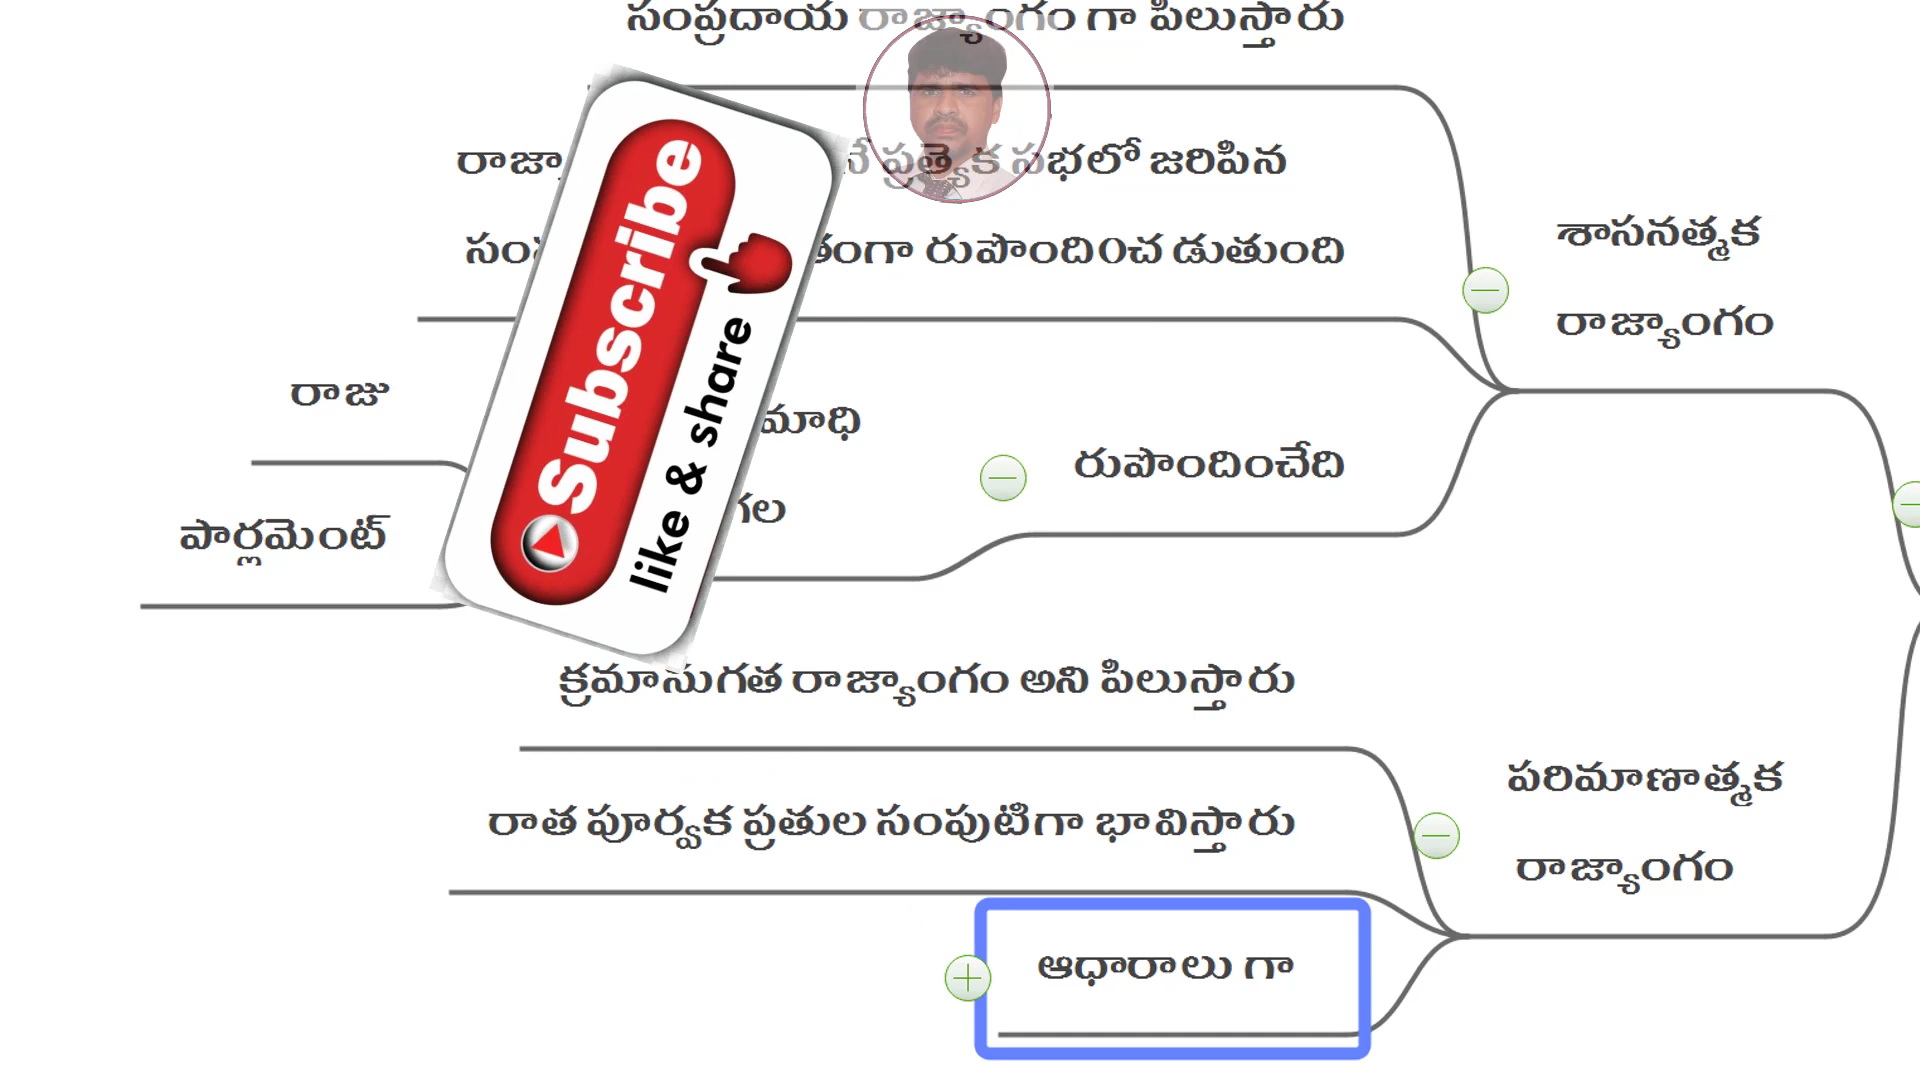 సంప్రదాయ రాజ్యాంగం గా పిలుస్తారు
ప్రత్యేక సభలో జరిపిన
రుపొందించ డుతుంది
శాసనత్మక
రాజ్యాంగం
రాజు
రుపొందించేది
పార్లమెంట్
Subscribe
like & share
క్రమానుగత రాజ్యాంగం అని పిలుస్తారు
రాత పూర్వక ప్రతుల సంపుటిగా భావిస్తారు
పరిమాణాత్మక
రాజ్యాంగం
ఆధారాలు గా